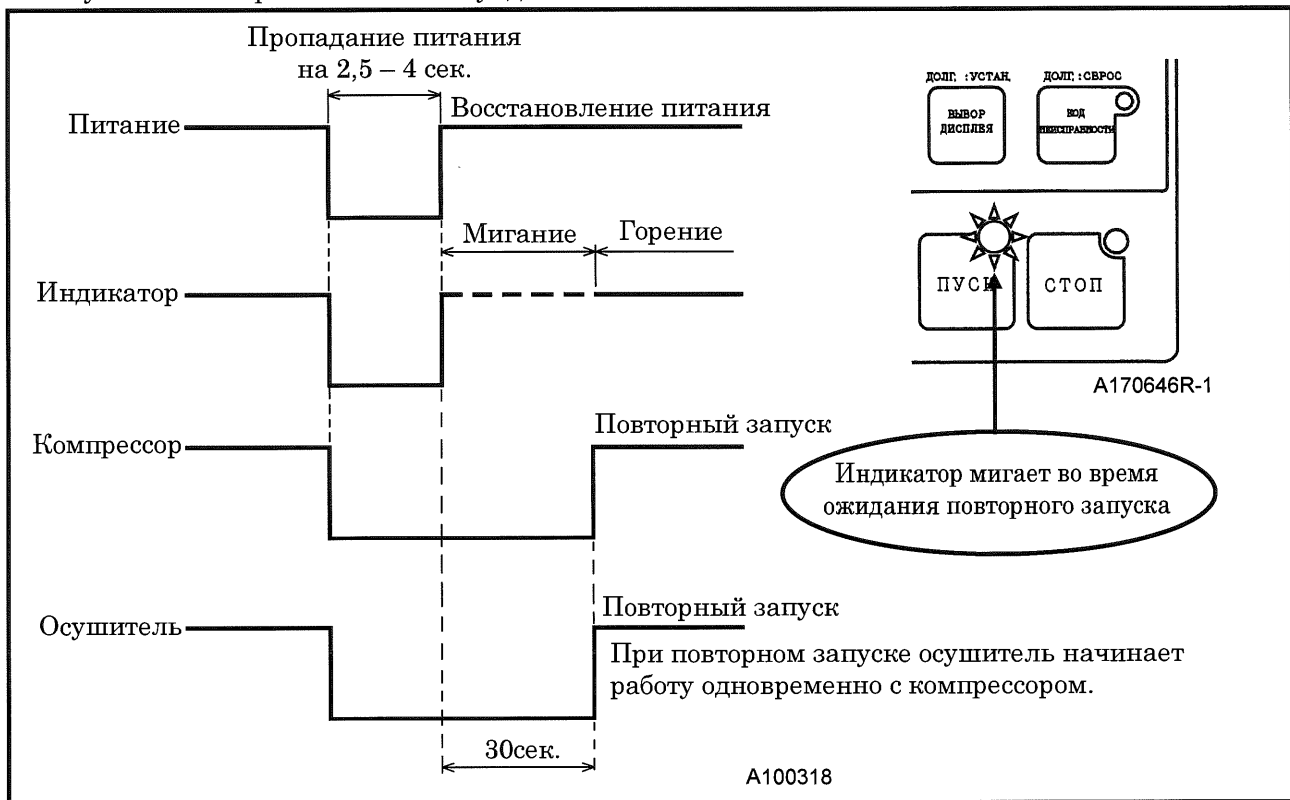 Пропадание питания
на 2,5 – 4 сек.
Питание
Восстановление питания
Мигание
Горение
Индикатор
Компрессор
Повторный запуск
Осушитель
Повторный запуск
При повторном запуске осушитель начинает
работу одновременно с компрессором.
30сек.
A100318
ДОЛГ. :УСТАН.
ДОЛГ. :СБРОС
ВЫБОР
ДИСПЛЕЯ
КОД
НЕИСПРАВНОСТИ
ПУСК
СТОП
A170646R-1
Индикатор мигает во время
ожидания повторного запуска